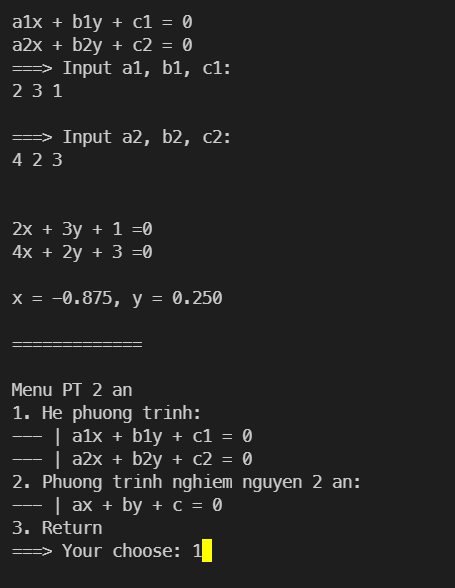 a1x + b1y + c1 = 0
a2x + b2y + c2 = 0
===> Input a1, b1, c1:
2 3 1
===> Input a2, b2, c2:
4 2 3
2x + 3y + 1 =0
4x + 2y + 3 =0
x = -0.875, y = 0.250
=============
Menu PT 2 an
1. He phuong trinh:
--- | a1x + b1y + c1 = 0
--- | a2x + b2y + c2 = 0
2. Phuong trinh nghiem nguyen 2 an:
--- | ax + by + c = 0
3. Return
===> Your choose: 1